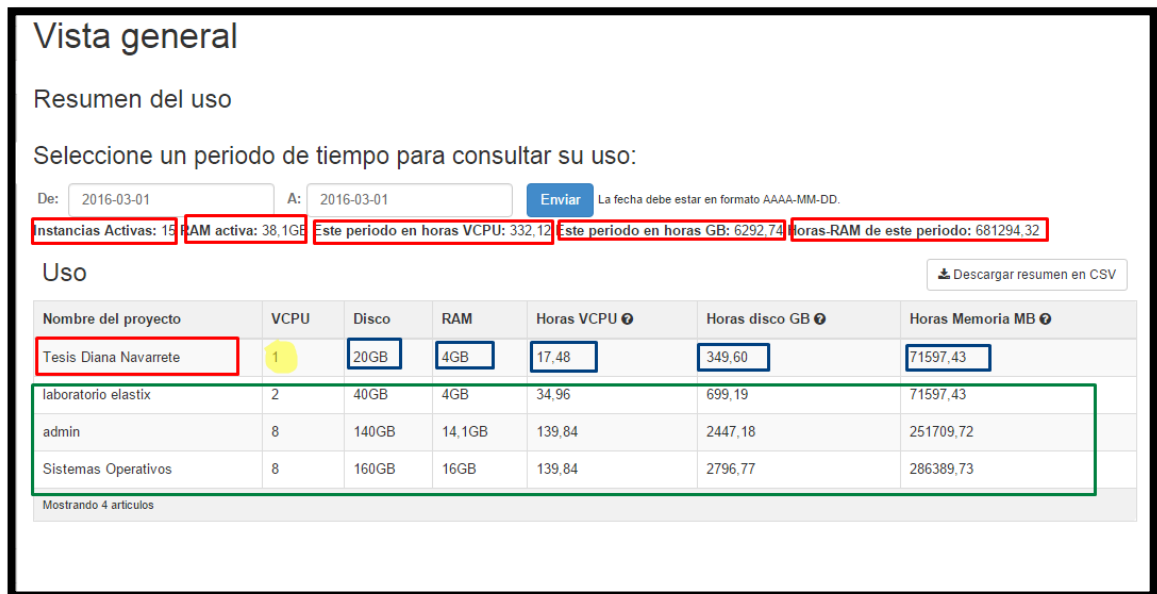 Vista general
Resumen del uso
Seleccione un periodo de tiempo para consultar su uso:
De: 2016-03-01 A: 2016-03-01 Enviar La fecha debe estar en formato AAAA-MM-DD.
Instancias Activas: 15 RAM activa: 38,1GB Este periodo en horas VCPU: 332,12 Este periodo en horas GB: 6292,74 Horas-RAM de este periodo: 681294,32
Uso Descargar resumen en CSV
Nombre del proyecto VCPU Disco RAM Horas VCPU Horas disco GB Horas Memoria MB
Tesis Diana Navarrete 1 20GB 4GB 17,48 349,60 71597,43
laboratorio elastix 2 40GB 4GB 34,96 699,19 71597,43
admin 8 140GB 14,1GB 139,84 2447,18 251709,72
Sistemas Operativos 8 160GB 16GB 139,84 2796,77 286389,73
Mostrando 4 articulos